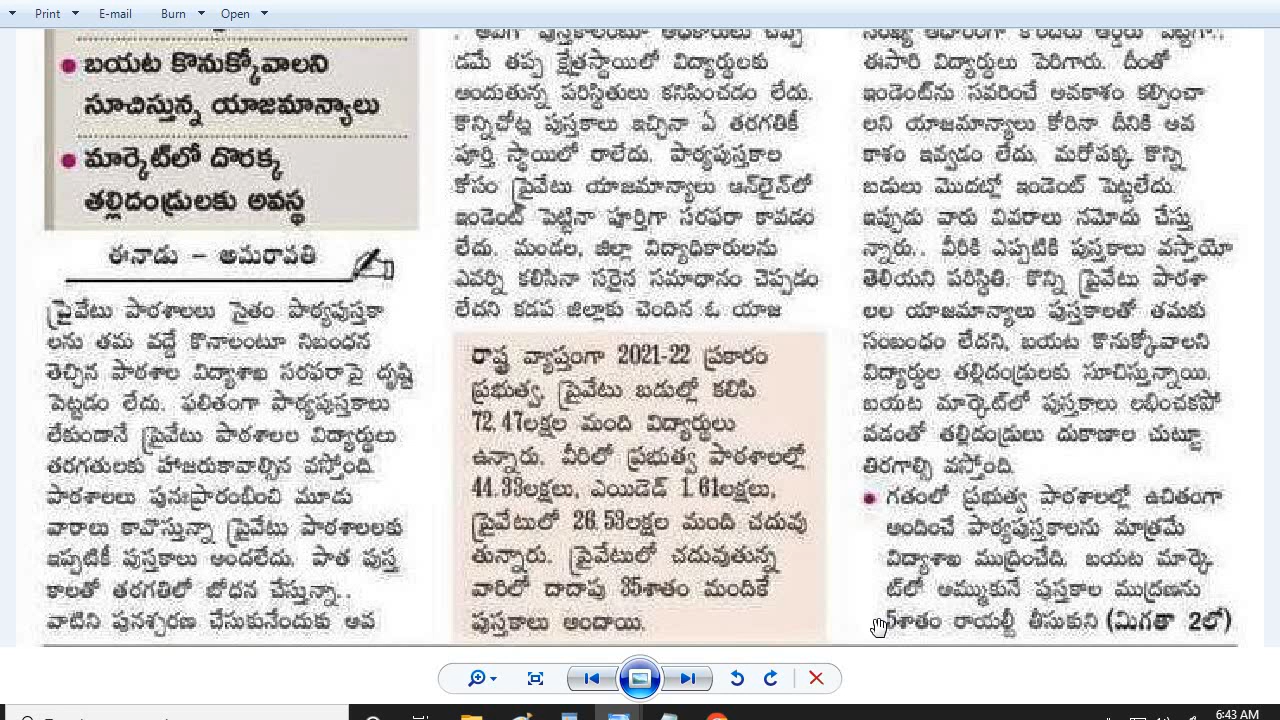 Print
E-mail
Burn
Open
బయట కొనుక్కోవాలని
సూచిస్తున్న యాజమాన్యాలు
మార్కెట్‌లో దొరక్క
తల్లిదండ్రులకు అవస్థ
ఈనాడు - అమరావతి
ప్రైవేటు పాఠశాలలు సైతం పాఠ్యపుస్తకా
లను తమ వద్దే కొనాలంటూ నిబంధన
తెచ్చిన పాఠశాల విద్యాశాఖ సరఫరాపై దృష్టి
పెట్టడం లేదు. ఫలితంగా పాఠ్యపుస్తకాలు
లేకుండానే ప్రైవేటు పాఠశాలల విద్యార్థులు
తరగతులకు హాజరుకావాల్సిన వస్తోంది.
పాఠశాలలు పునఃప్రారంభించి మూడు
వారాలు కావొస్తున్నా ప్రైవేటు పాఠశాలలకు
ఇప్పటికీ పుస్తకాలు అందలేదు. పాత పుస్త
కాలతో తరగతిలో బోధన చేస్తున్నా..
వాటిని పునశ్చరణ చేసుకునేందుకు అవ
. అవిగో పుస్తకాలంటూ అధికారులు చెప్ప
డమే తప్ప క్షేత్రస్థాయిలో విద్యార్థులకు
అందుతున్న పరిస్థితులు కనిపించడం లేదు.
కొన్నిచోట్ల పుస్తకాలు ఇచ్చినా ఏ తరగతికీ
పూర్తి స్థాయిలో రాలేదు. పాఠ్యపుస్తకాల
కోసం ప్రైవేటు యాజమాన్యాలు ఆన్‌లైన్‌లో
ఇండెంట్ పెట్టినా పూర్తిగా సరఫరా కావడం
లేదు. మండల, జిల్లా విద్యాధికారులను
ఎవర్ని కలిసినా సరైన సమాధానం చెప్పడం
లేదని కడప జిల్లాకు చెందిన ఓ యాజ
రాష్ట్ర వ్యాప్తంగా 2021-22 ప్రకారం
ప్రభుత్వ, ప్రైవేటు బడుల్లో కలిపి
72.47లక్షల మంది విద్యార్థులు
ఉన్నారు. వీరిలో ప్రభుత్వ పాఠశాలల్లో
44.33లక్షలు, ఎయిడెడ్ 1.61లక్షలు,
ప్రైవేటులో 26.53లక్షల మంది చదువు
తున్నారు. ప్రైవేటులో చదువుతున్న
వారిలో దాదాపు 35శాతం మందికే
పుస్తకాలు అందాయి.
సంఖ్య ఆధారంగా కొందరు ఆర్డరు పెట్టగా..
ఈసారి విద్యార్థులు పెరిగారు. దీంతో
ఇండెంట్‌ను సవరించే అవకాశం కల్పించా
లని యాజమాన్యాలు కోరినా దీనికి అవ
కాశం ఇవ్వడం లేదు. మరోపక్క కొన్ని
బడులు మొదట్లో ఇండెంట్ పెట్టలేదు.
ఇప్పుడు వారు వివరాలు నమోదు చేస్తు
న్నారు.. వీరికి ఎప్పటికి పుస్తకాలు వస్తాయో
తెలియని పరిస్థితి. కొన్ని ప్రైవేటు పాఠశా
లల యాజమాన్యాలు పుస్తకాలతో తమకు
సంబంధం లేదని, బయట కొనుక్కోవాలని
విద్యార్థుల తల్లిదండ్రులకు సూచిస్తున్నాయి.
బయట మార్కెట్‌లో పుస్తకాలు లభించకపో
వడంతో తల్లిదండ్రులు దుకాణాల చుట్టూ
తిరగాల్సి వస్తోంది.
గతంలో ప్రభుత్వ పాఠశాలల్లో ఉచితంగా
అందించే పాఠ్యపుస్తకాలను మాత్రమే
విద్యాశాఖ ముద్రించేది. బయట మార్కె
ట్‌లో అమ్ముకునే పుస్తకాల ముద్రణను
శాతం రాయల్టీ తీసుకుని (మిగతా 2లో)
6:43 AM